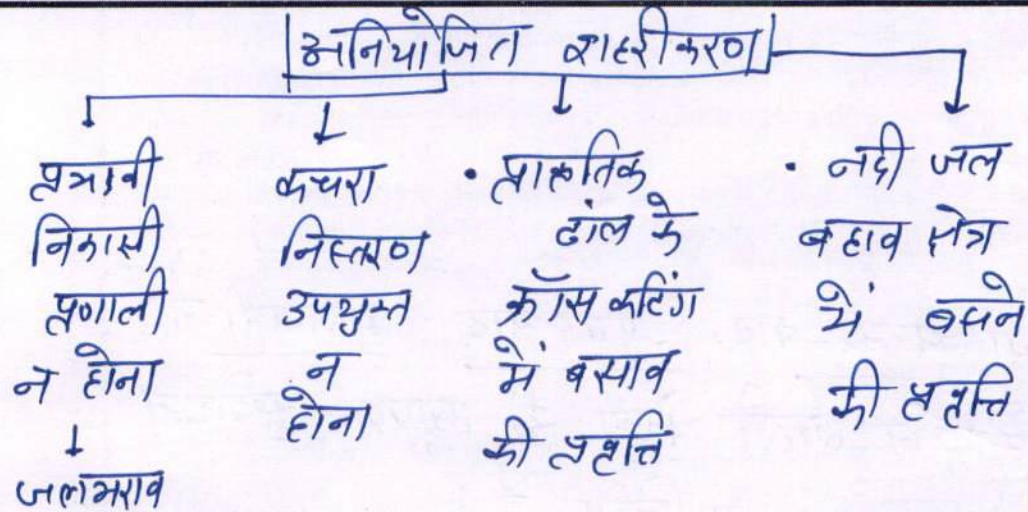 अनियोजित शहरीकरण
प्रभावी
निकासी
प्रणाली
न होना
जलभराव
कचरा
निस्तारण
उपयुक्त
न
होना
• प्राकृतिक
ढाल के
क्रॉस कटिंग
में बसाव
की प्रवृत्ति
• नदी जल
बहाव क्षेत्र
में बसने
की प्रवृत्ति